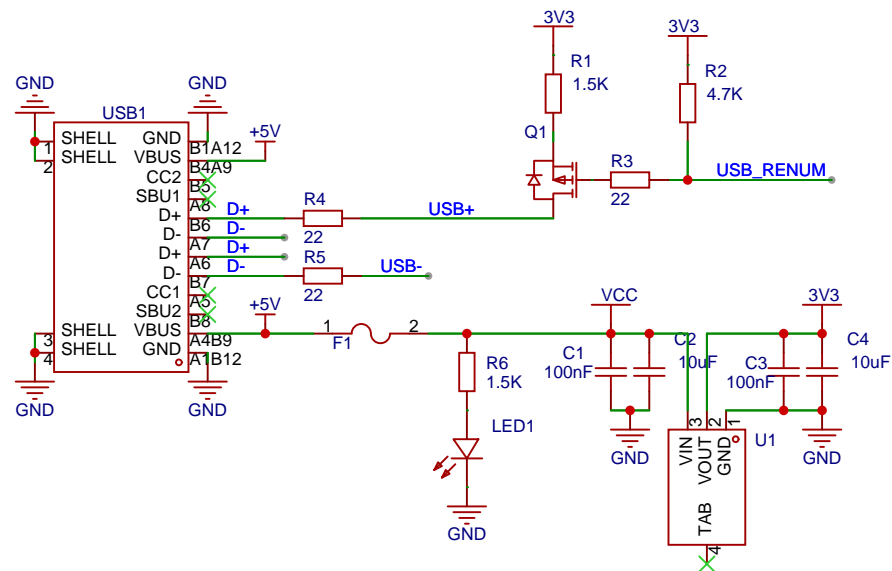 3V3
3V3
R1
1.5K
R2
4.7K
Q1
R3
22
USB_RENUM
GND
GND
USB1
+5V
1
SHELL
2
SHELL
GND
B1A12
VBUS
B4A9
CC2
B5
SBU1
A8
D+
B6
D-
A7
D+
A6
D-
B7
CC1
A5
SBU2
B8
VBUS
A4B9
GND
A1B12
3
SHELL
4
SHELL
GND
GND
D+
D-
D+
D-
R4
22
USB+
R5
22
USB-
+5V
1
2
F1
R6
1.5K
LED1
GND
VCC
C1
100nF
C2
10uF
GND
3V3
C3
100nF
C4
10uF
GND
3
2
1
VIN
VOUT
GND
TAB
4
U1